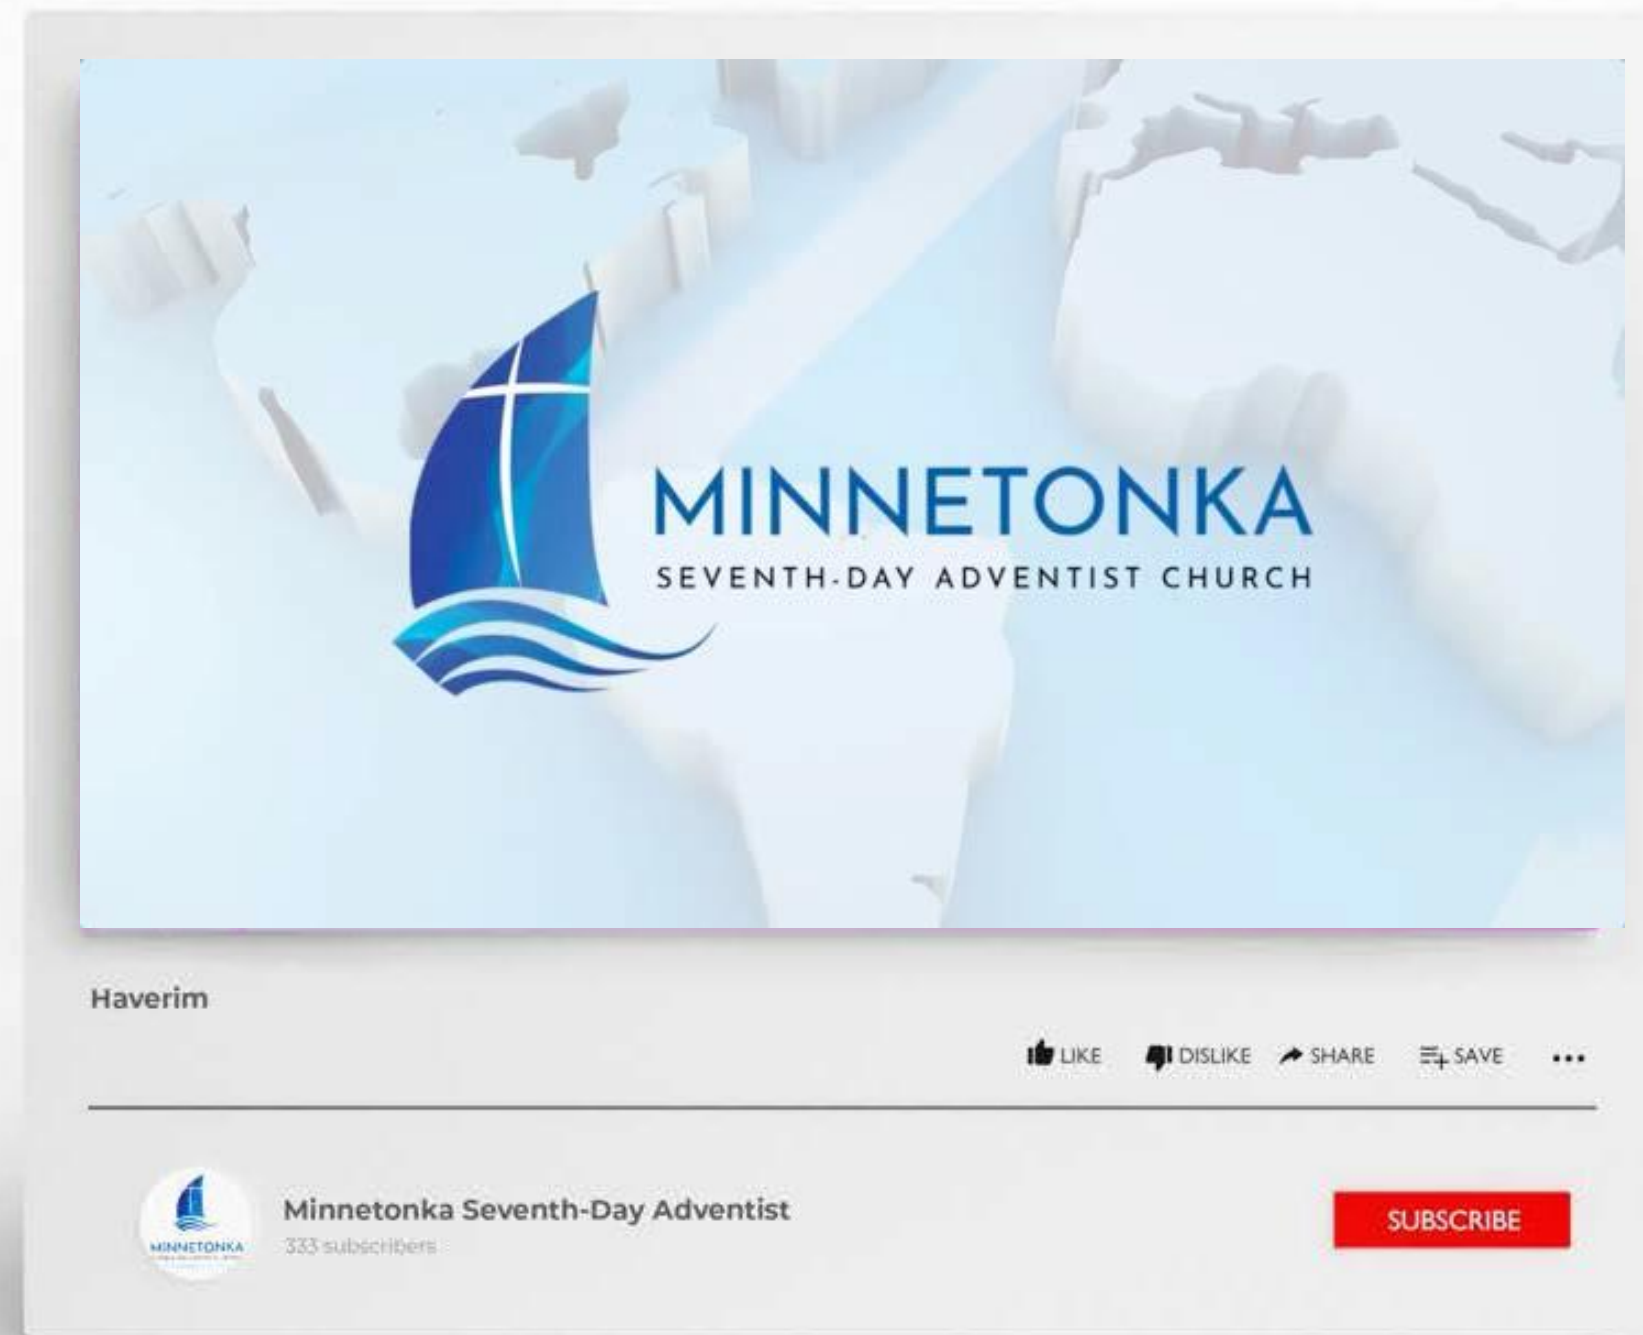 MINNETONKA
SEVENTH-DAY ADVENTIST CHURCH
Haverim
LIKE DISLIKE SHARE SAVE
MINNETONKA
Minnetonka Seventh-Day Adventist
333 subscribers
SUBSCRIBE